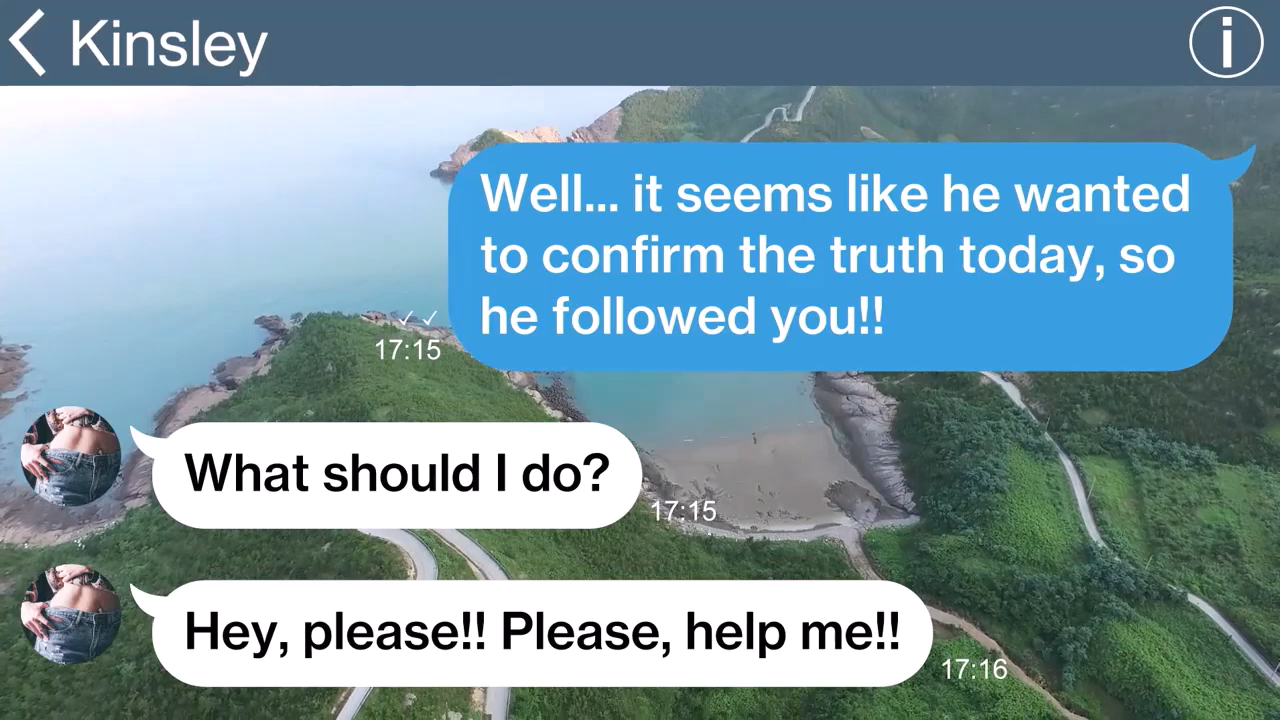 Kinsley
i
Well... it seems like he wanted
to confirm the truth today, so
he followed you!!
17:15
What should I do?
17:15
Hey, please!! Please, help me!!
17:16